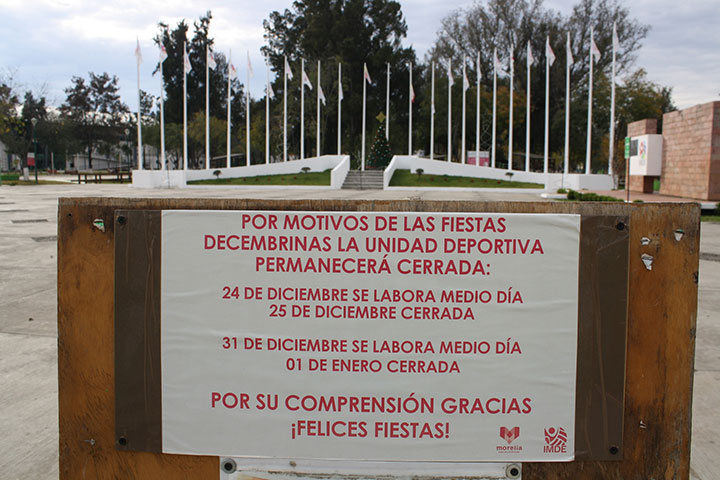 POR MOTIVOS DE LAS FIESTAS
DECEMBRINAS LA UNIDAD DEPORTIVA
PERMANECERÁ CERRADA:
24 DE DICIEMBRE SE LABORA MEDIO DÍA
25 DE DICIEMBRE CERRADA
31 DE DICIEMBRE SE LABORA MEDIO DÍA
01 DE ENERO CERRADA
POR SU COMPRENSIÓN GRACIAS
¡FELICES FIESTAS!
morelia
IMDE